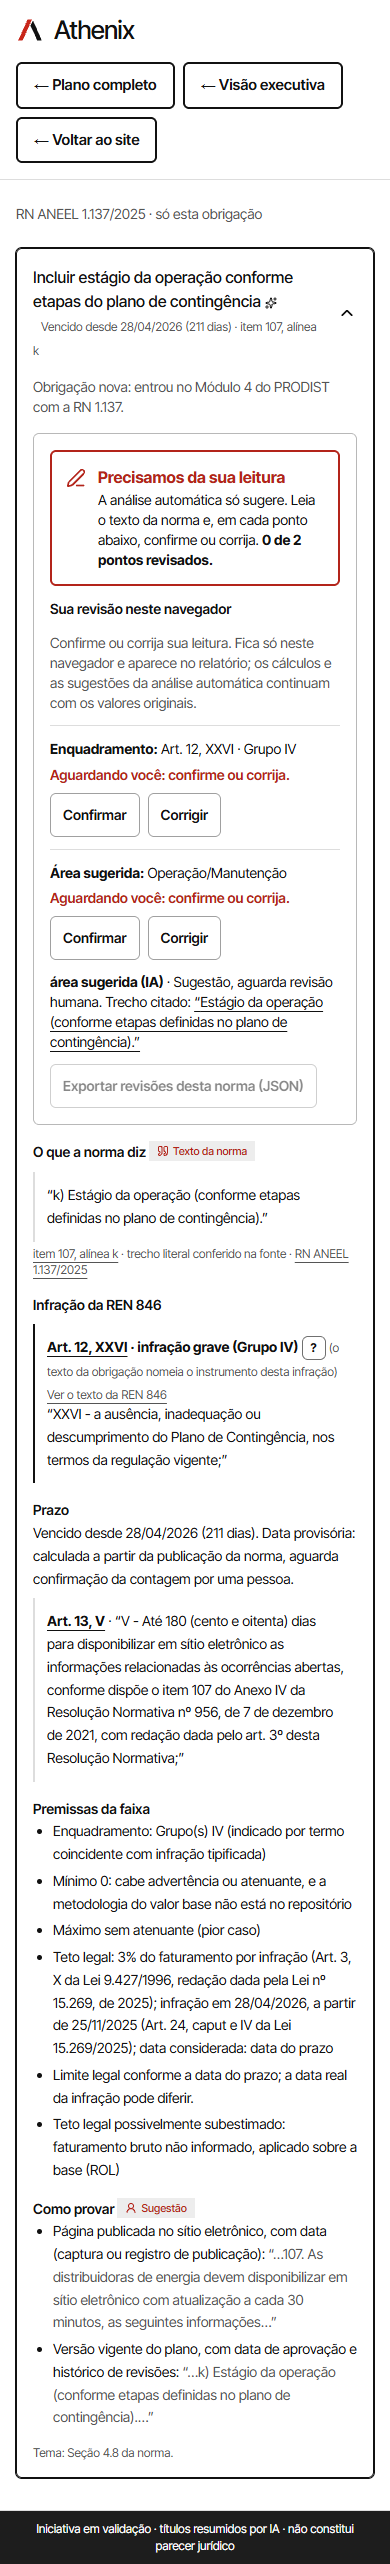 Athenix
← Plano completo
← Visão executiva
← Voltar ao site
RN ANEEL 1.137/2025 · só esta obrigação
Incluir estágio da operação conforme
etapas do plano de contingência
Vencido desde 28/04/2026 (211 dias) · item 107, alínea
k
Obrigação nova: entrou no Módulo 4 do PRODIST
com a RN 1.137.
Precisamos da sua leitura
A análise automática só sugere. Leia
o texto da norma e, em cada ponto
abaixo, confirme ou corrija. 0 de 2
pontos revisados.
Sua revisão neste navegador
Confirme ou corrija sua leitura. Fica só neste
navegador e aparece no relatório; os cálculos e
as sugestões da análise automática continuam
com os valores originais.
Enquadramento: Art. 12, XXVI · Grupo IV
Aguardando você: confirme ou corrija.
Confirmar
Corrigir
Área sugerida: Operação/Manutenção
Aguardando você: confirme ou corrija.
Confirmar
Corrigir
área sugerida (IA) · Sugestão, aguarda revisão
humana. Trecho citado: “Estágio da operação
(conforme etapas definidas no plano de
contingência).”
Exportar revisões desta norma (JSON)
O que a norma diz Texto da norma
“k) Estágio da operação (conforme etapas
definidas no plano de contingência).”
item 107, alínea k · trecho literal conferido na fonte · RN ANEEL
1.137/2025
Infração da REN 846
Art. 12, XXVI · infração grave (Grupo IV) ? (o
texto da obrigação nomeia o instrumento desta infração)
Ver o texto da REN 846
“XXVI - a ausência, inadequação ou
descumprimento do Plano de Contingência, nos
termos da regulação vigente;”
Prazo
Vencido desde 28/04/2026 (211 dias). Data provisória:
calculada a partir da publicação da norma, aguarda
confirmação da contagem por uma pessoa.
Art. 13, V · “V - Até 180 (cento e oitenta) dias
para disponibilizar em sítio eletrônico as
informações relacionadas às ocorrências abertas,
conforme dispõe o item 107 do Anexo IV da
Resolução Normativa nº 956, de 7 de dezembro
de 2021, com redação dada pelo art. 3º desta
Resolução Normativa;”
Premissas da faixa
• Enquadramento: Grupo(s) IV (indicado por termo
coincidente com infração tipificada)
• Mínimo 0: cabe advertência ou atenuante, e a
metodologia do valor base não está no repositório
• Máximo sem atenuante (pior caso)
• Teto legal: 3% do faturamento por infração (Art. 3,
X da Lei 9.427/1996, redação dada pela Lei nº
15.269, de 2025); infração em 28/04/2026, a partir
de 25/11/2025 (Art. 24, caput e IV da Lei
15.269/2025); data considerada: data do prazo
• Limite legal conforme a data do prazo; a data real
da infração pode diferir.
• Teto legal possivelmente subestimado:
faturamento bruto não informado, aplicado sobre a
base (ROL)
Como provar Sugestão
• Página publicada no sítio eletrônico, com data
(captura ou registro de publicação): “…107. As
distribuidoras de energia devem disponibilizar em
sítio eletrônico com atualização a cada 30
minutos, as seguintes informações…”
• Versão vigente do plano, com data de aprovação e
histórico de revisões: “…k) Estágio da operação
(conforme etapas definidas no plano de
contingência).…”
Tema: Seção 4.8 da norma.
Iniciativa em validação · títulos resumidos por IA · não constitui
parecer jurídico